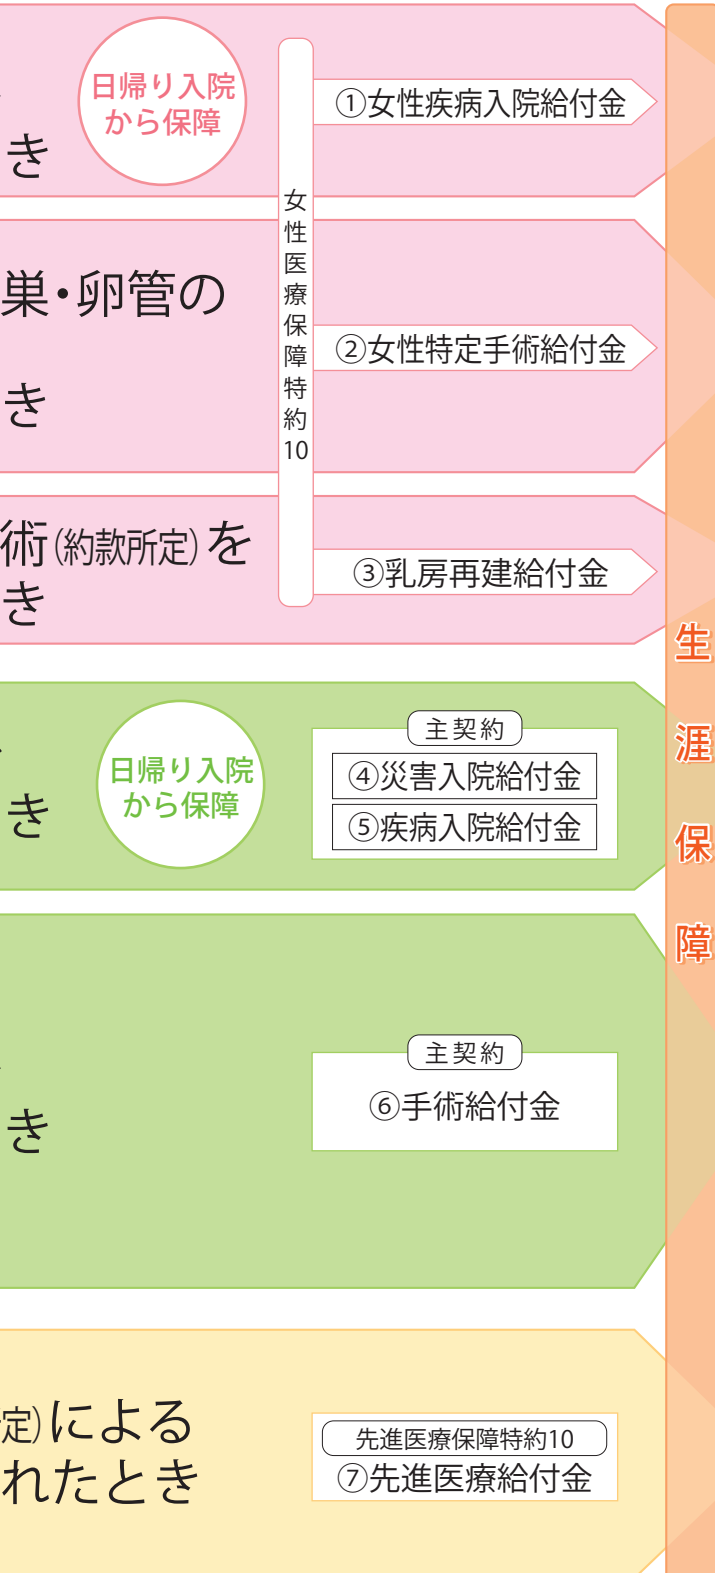 日帰り入院
から保障
き
女性医療保障特約10
①女性疾病入院給付金
巣・卵管の
き
②女性特定手術給付金
術(約款所定)を
き
③乳房再建給付金
生涯保障
き
日帰り入院
から保障
主契約
④災害入院給付金
⑤疾病入院給付金
き
主契約
⑥手術給付金
定)による
れたとき
先進医療保障特約10
⑦先進医療給付金